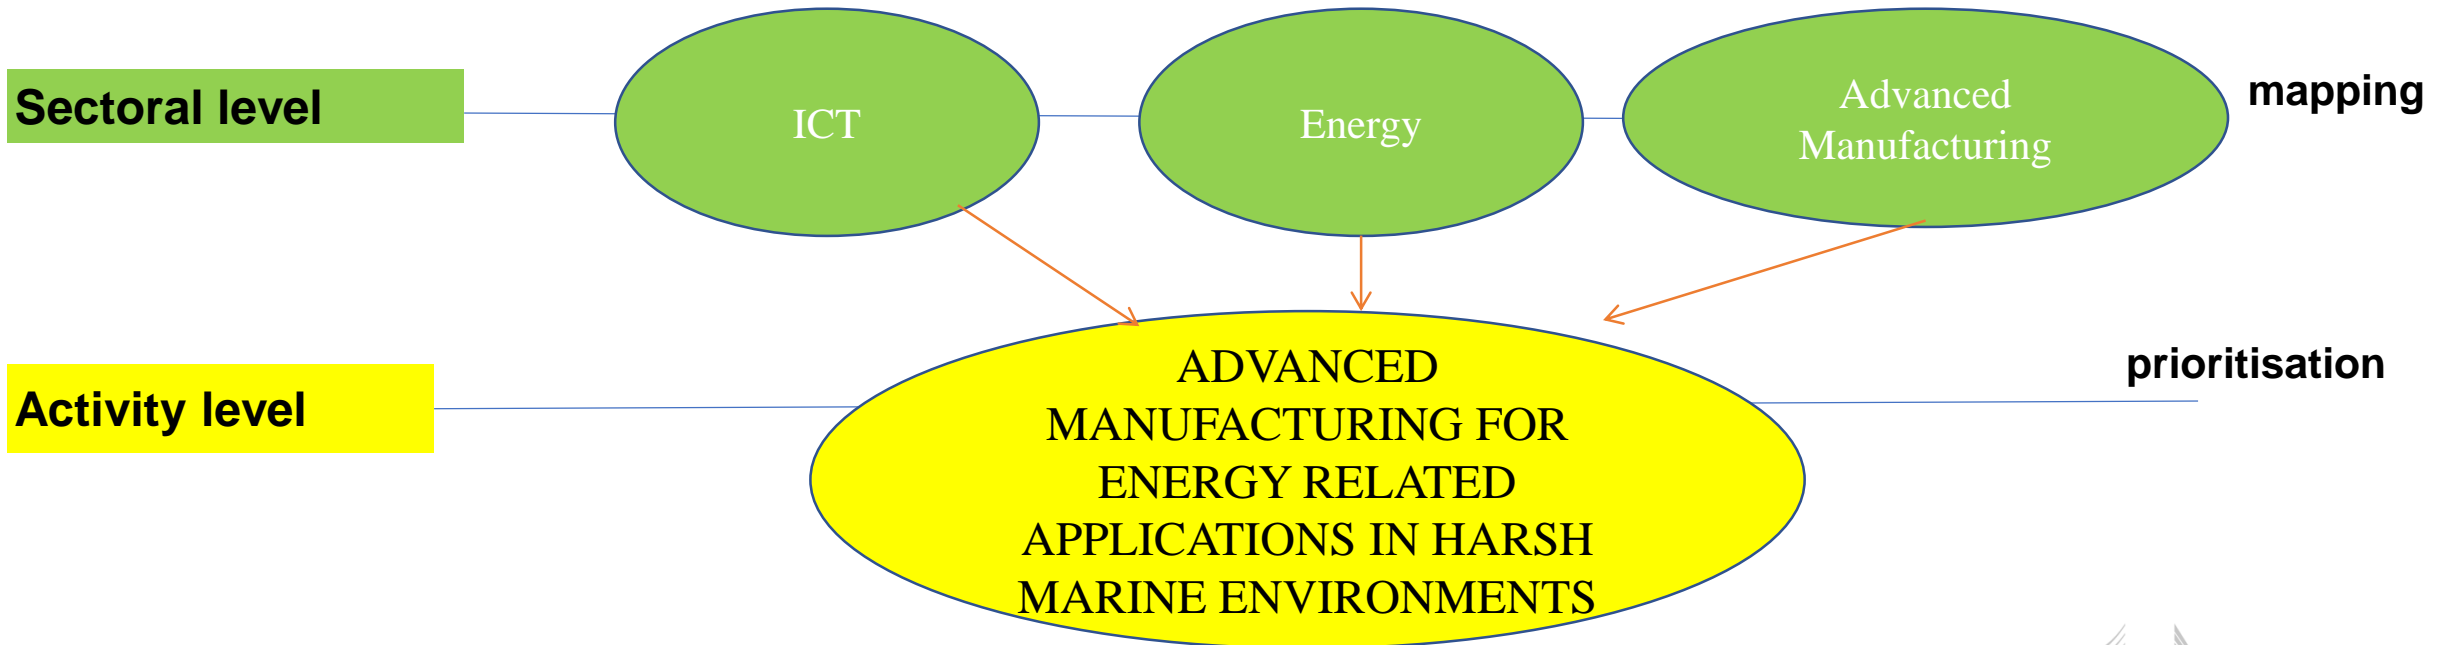 Sectoral level
ICT
Energy
Advanced
Manufacturing
mapping
Activity level
ADVANCED
MANUFACTURING FOR
ENERGY RELATED
APPLICATIONS IN HARSH
MARINE ENVIRONMENTS
prioritisation